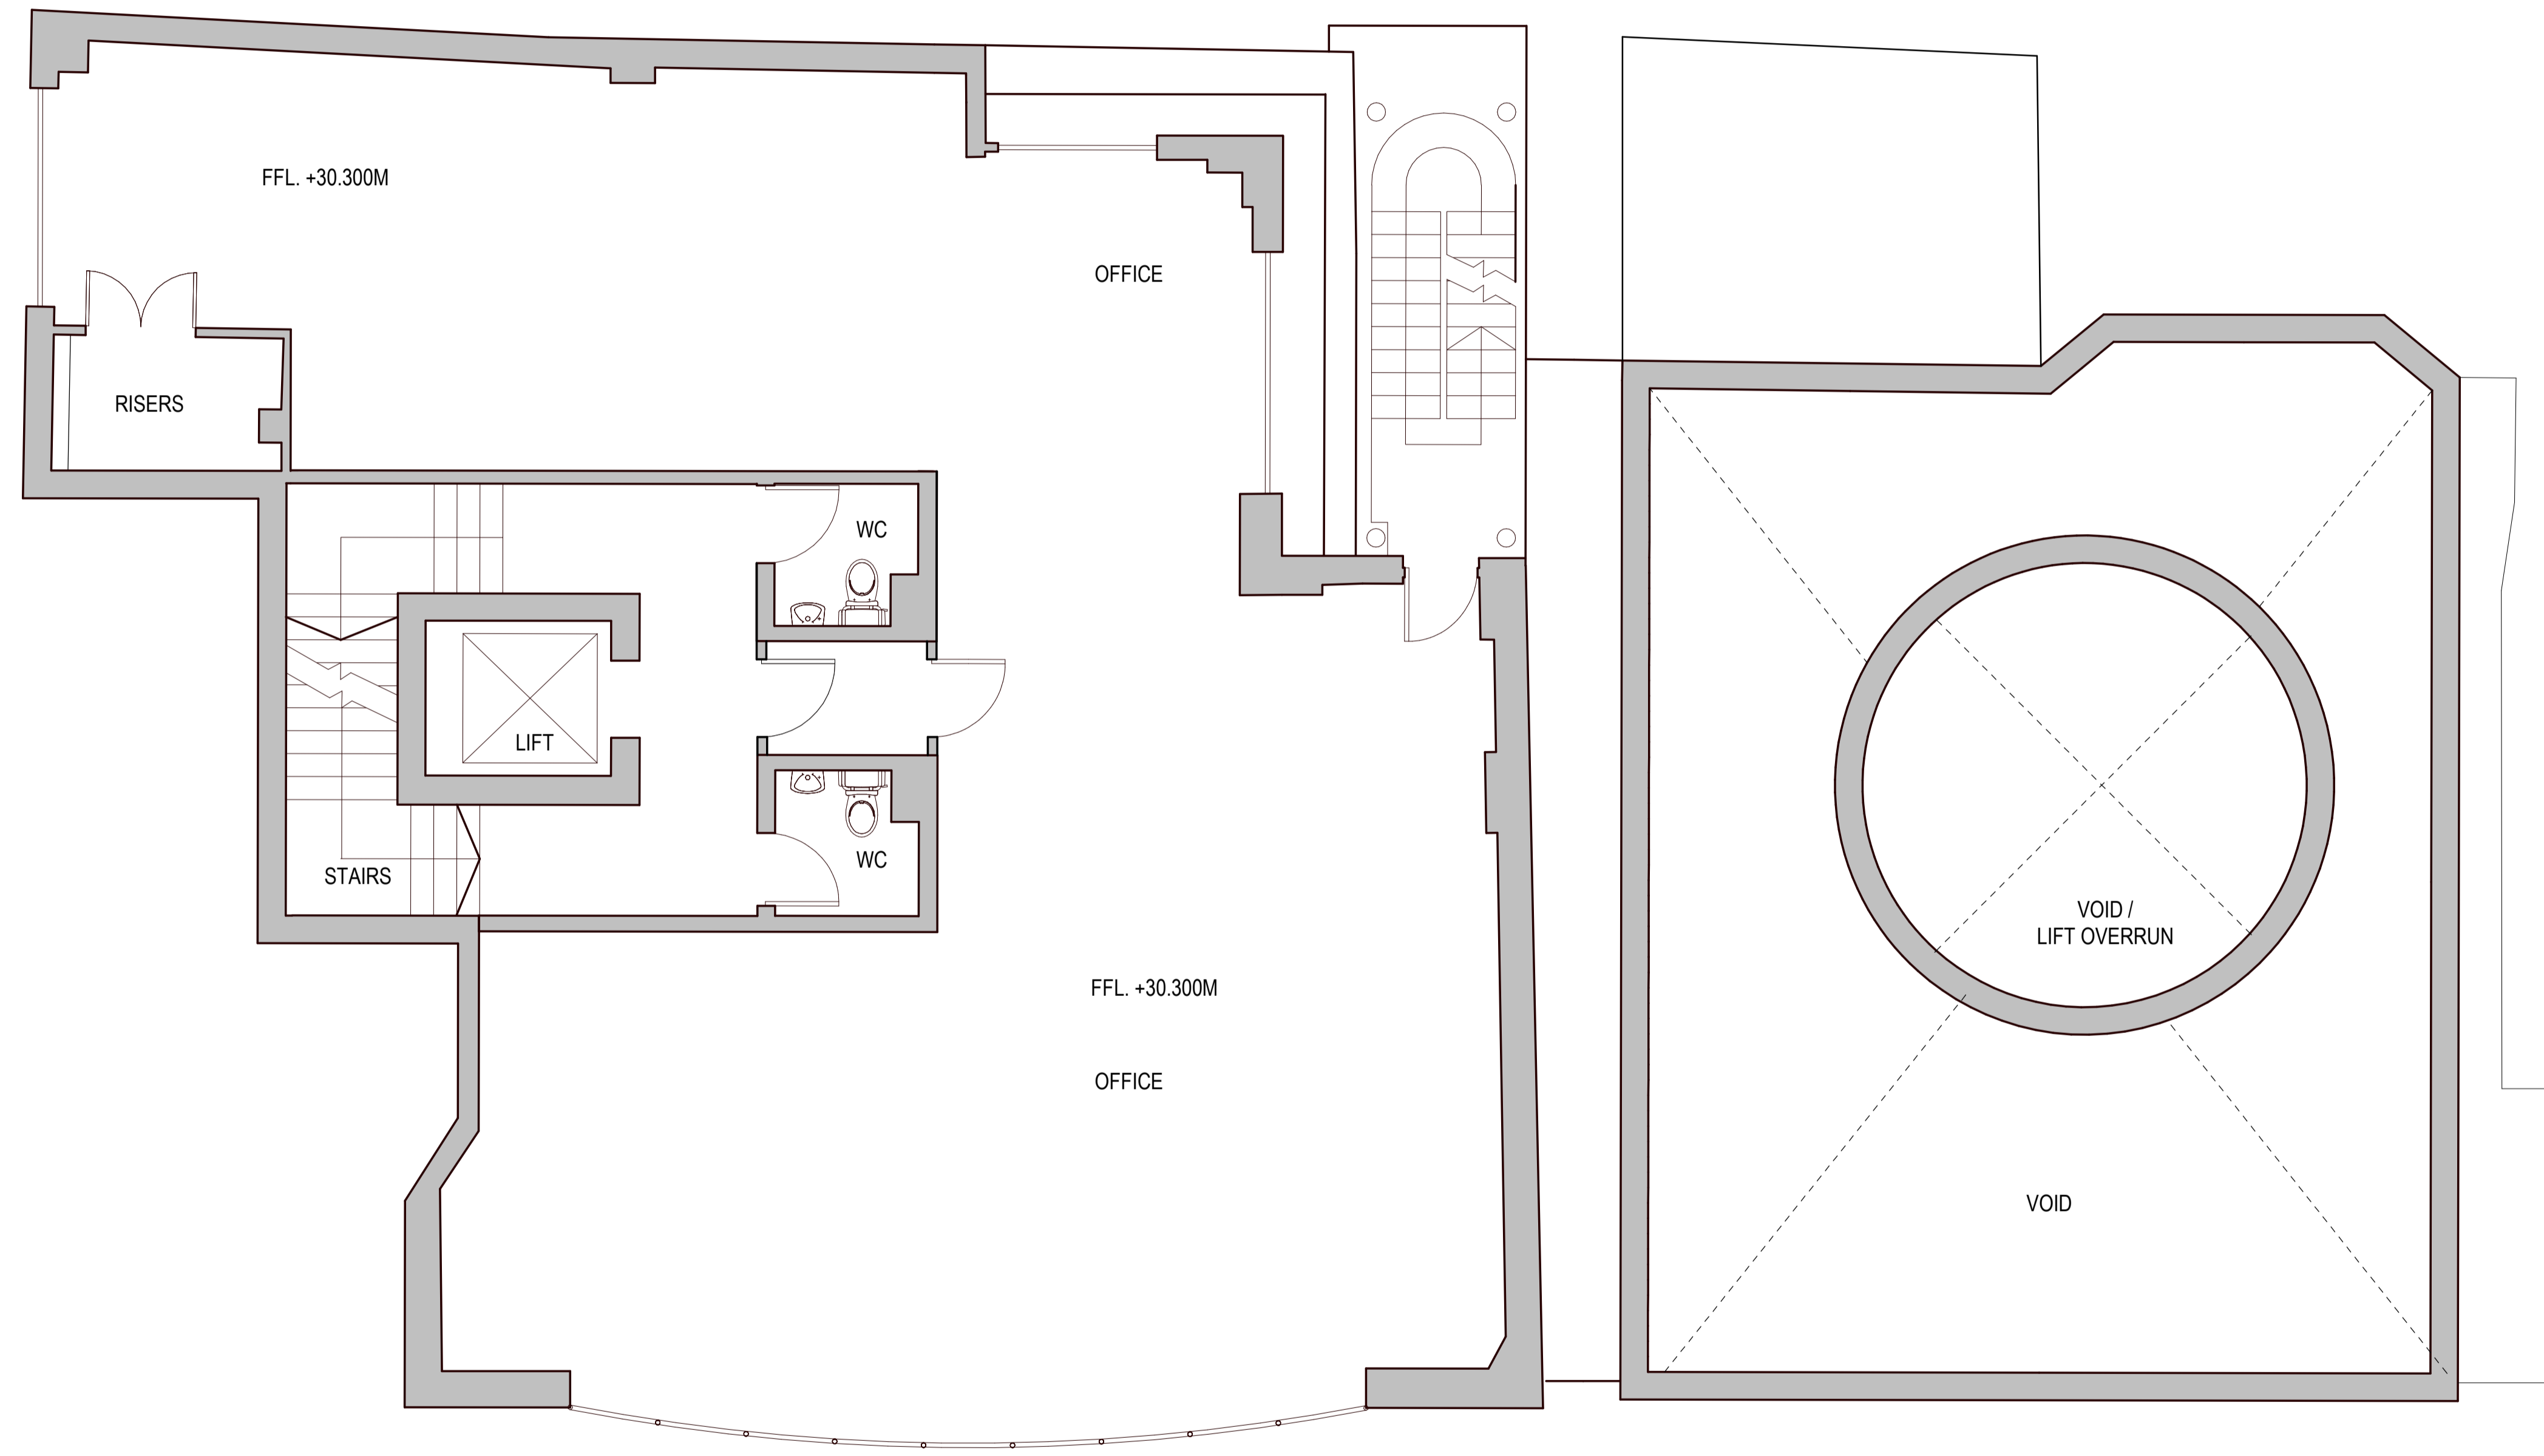 FFL. +30.300M
OFFICE
RISERS
WC
LIFT
WC
STAIRS
VOID /
LIFT OVERRUN
FFL. +30.300M
OFFICE
VOID